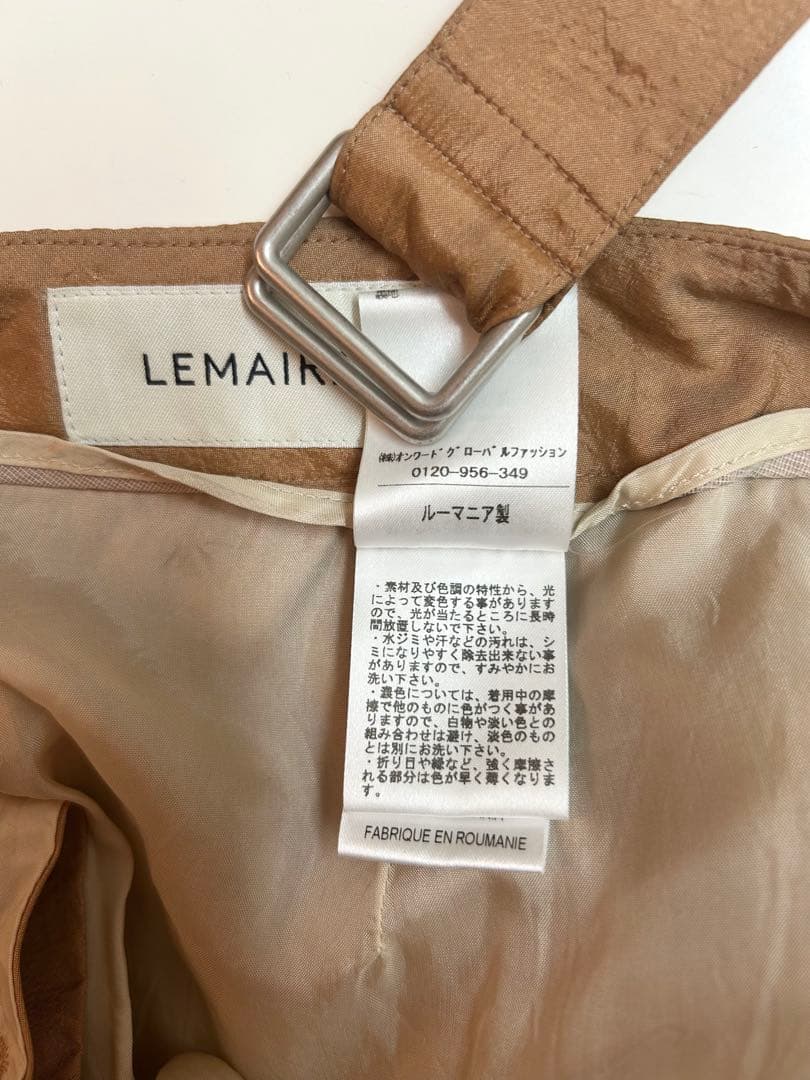 LEMAIR
㈱オンワードグローバルファッション
0120-956-349
ルーマニア製
・素材及び色調の特性から、光
によって変色する事があります
ので、光が当たるところに長時
間放置しないで下さい。
・水ジミや汗などの汚れは、シ
ミになりやすく除去出来ない事
がありますので、すみやかにお
洗い下さい。
・濃色については、着用中の摩
擦で他のものに色がつく事があ
りますので、白物や淡い色との
組み合わせは避け、淡色のもの
とは別にお洗い下さい。
・折り目や縁など、強く摩擦さ
れる部分は色が早く薄くなりま
す。
FABRIQUE EN ROUMANIE